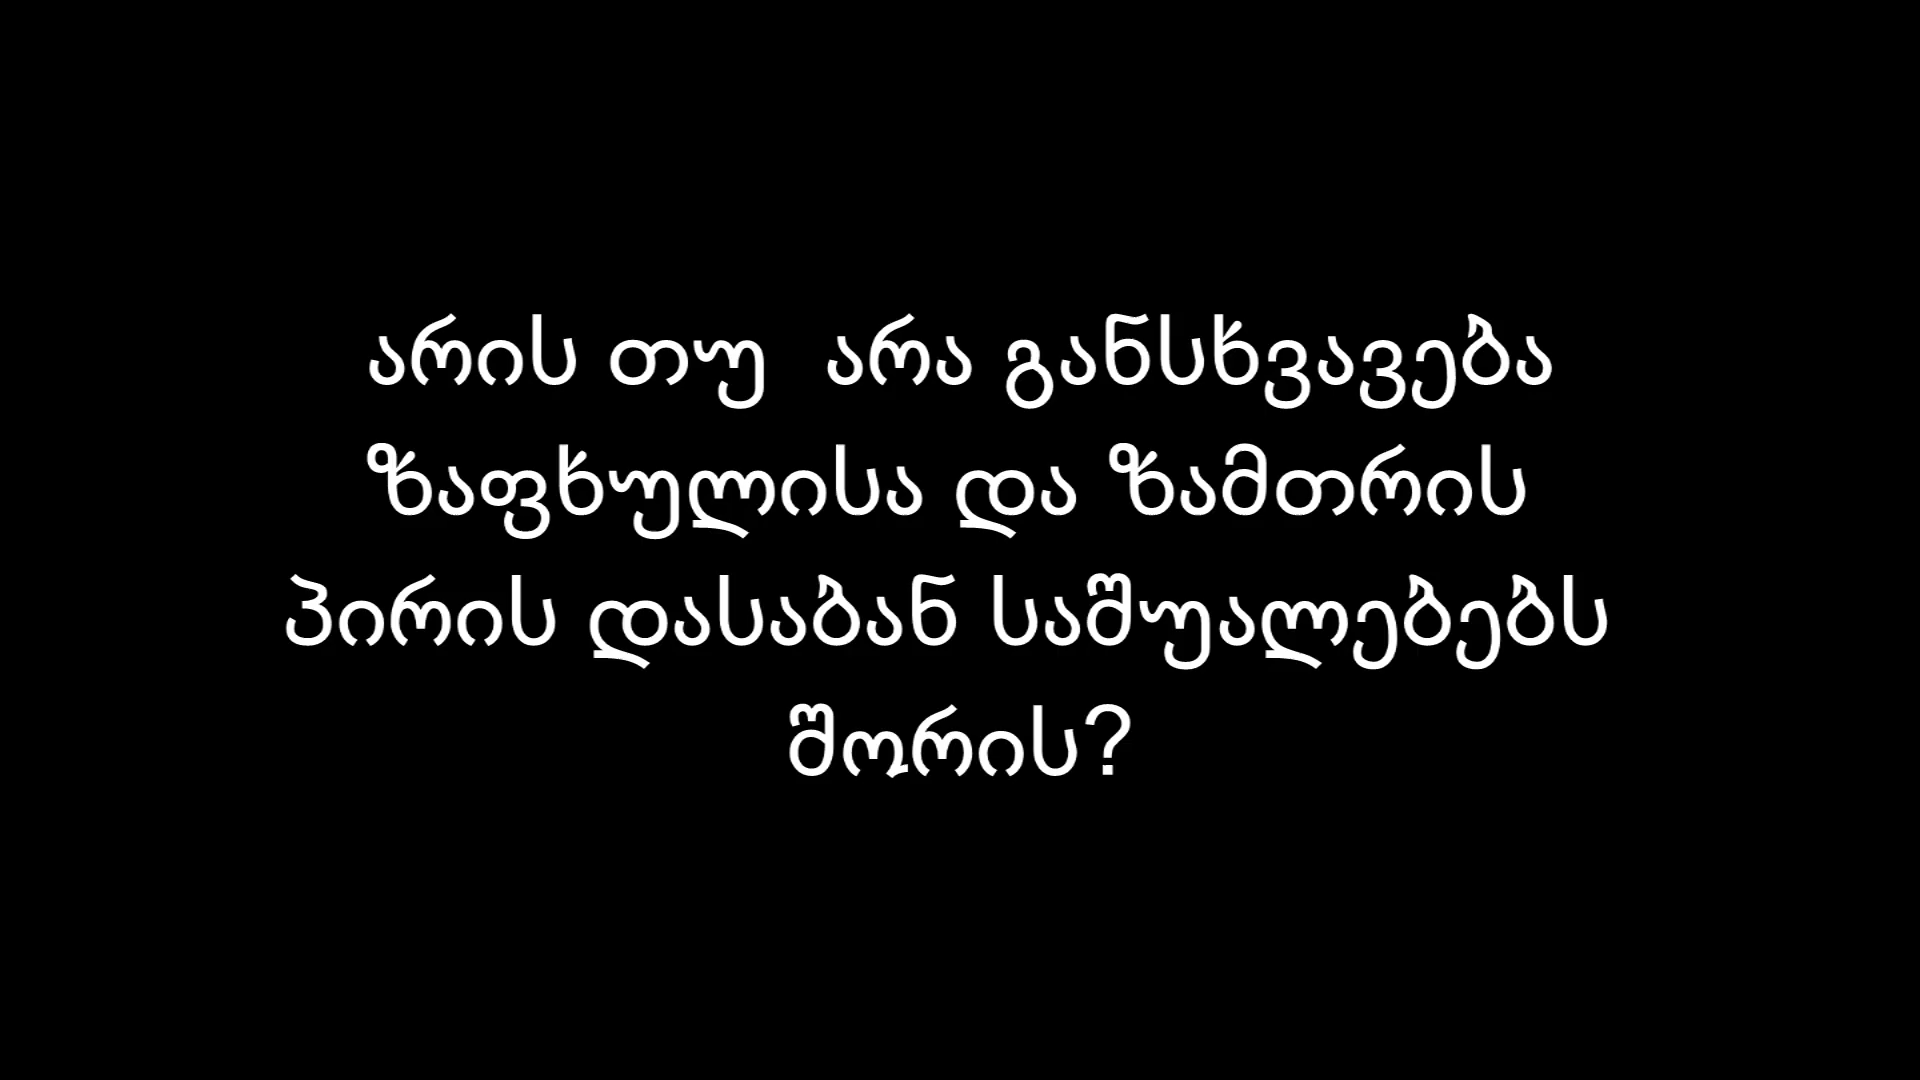 არის თუ  არა განსხვავება
ზაფხულისა და ზამთრის
პირის დასაბან საშუალებებს
შორის?